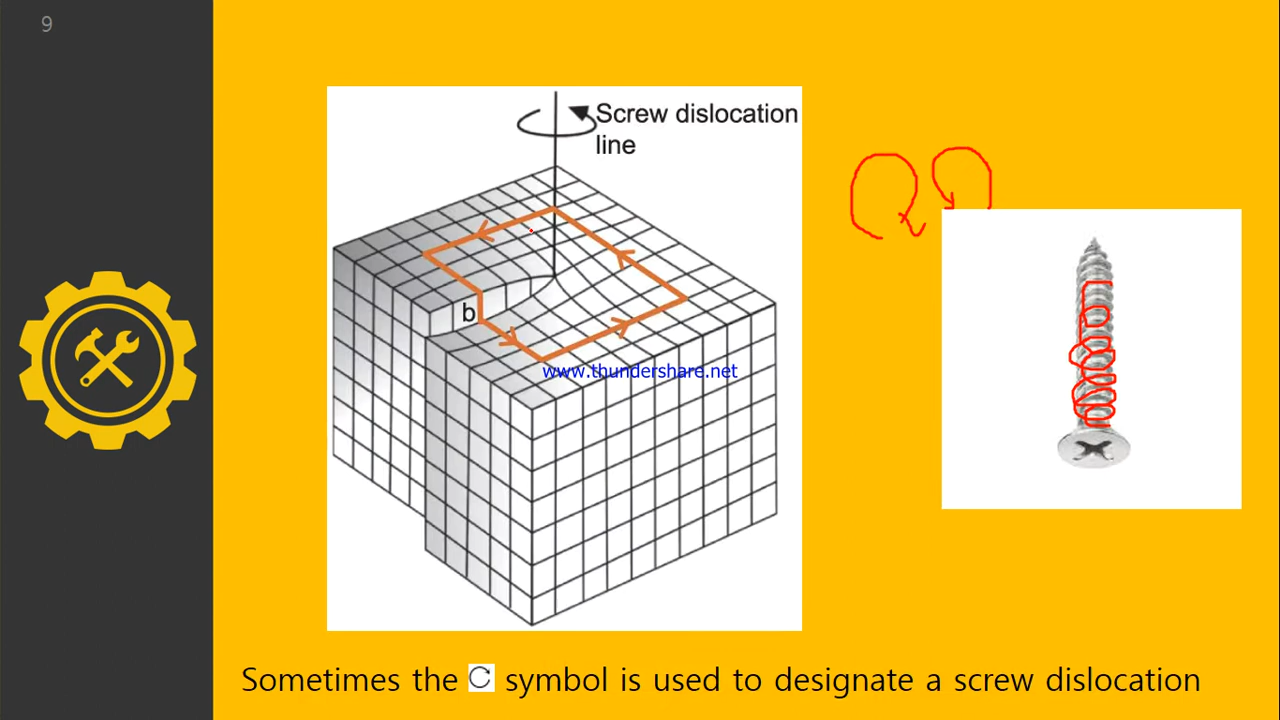 9
Screw dislocation
line
b
www.thundershare.net
Sometimes the symbol is used to designate a screw dislocation